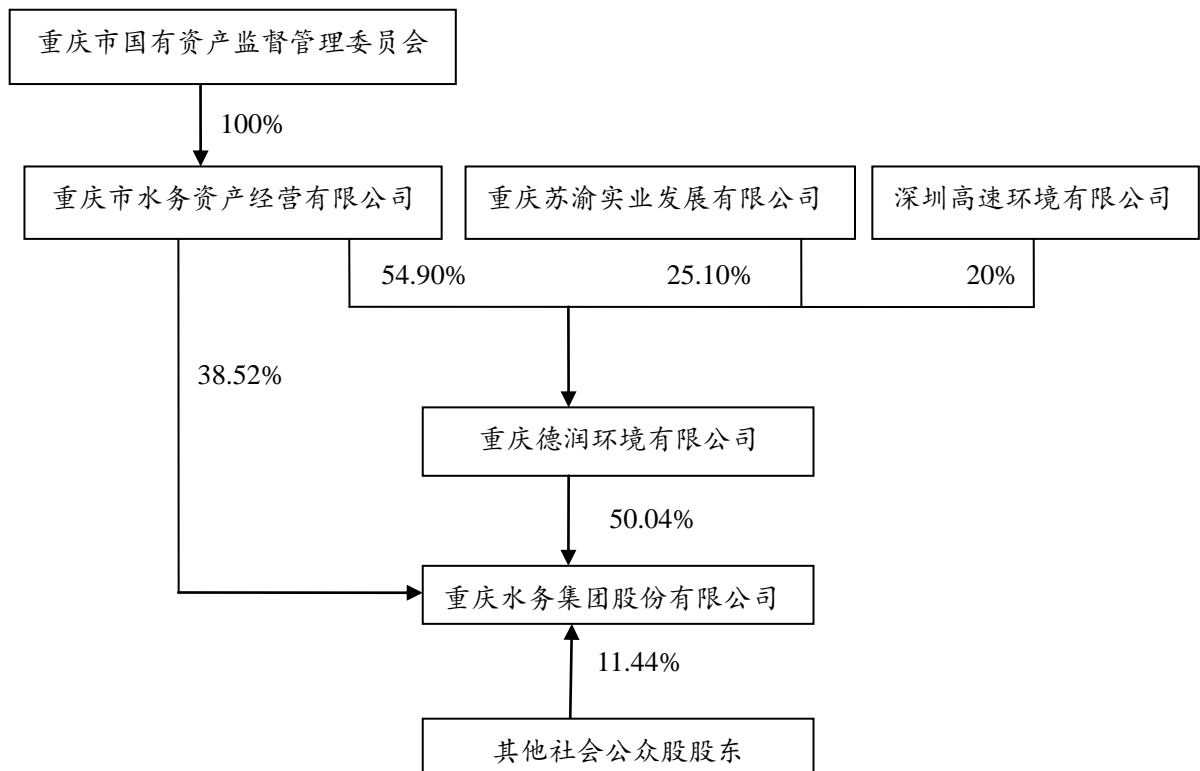 重庆市国有资产监督管理委员会
100%
重庆市水务资产经营有限公司
重庆苏渝实业发展有限公司
深圳高速环境有限公司
54.90%
25.10%
20%
38.52%
重庆德润环境有限公司
50.04%
重庆水务集团股份有限公司
11.44%
其他社会公众股股东